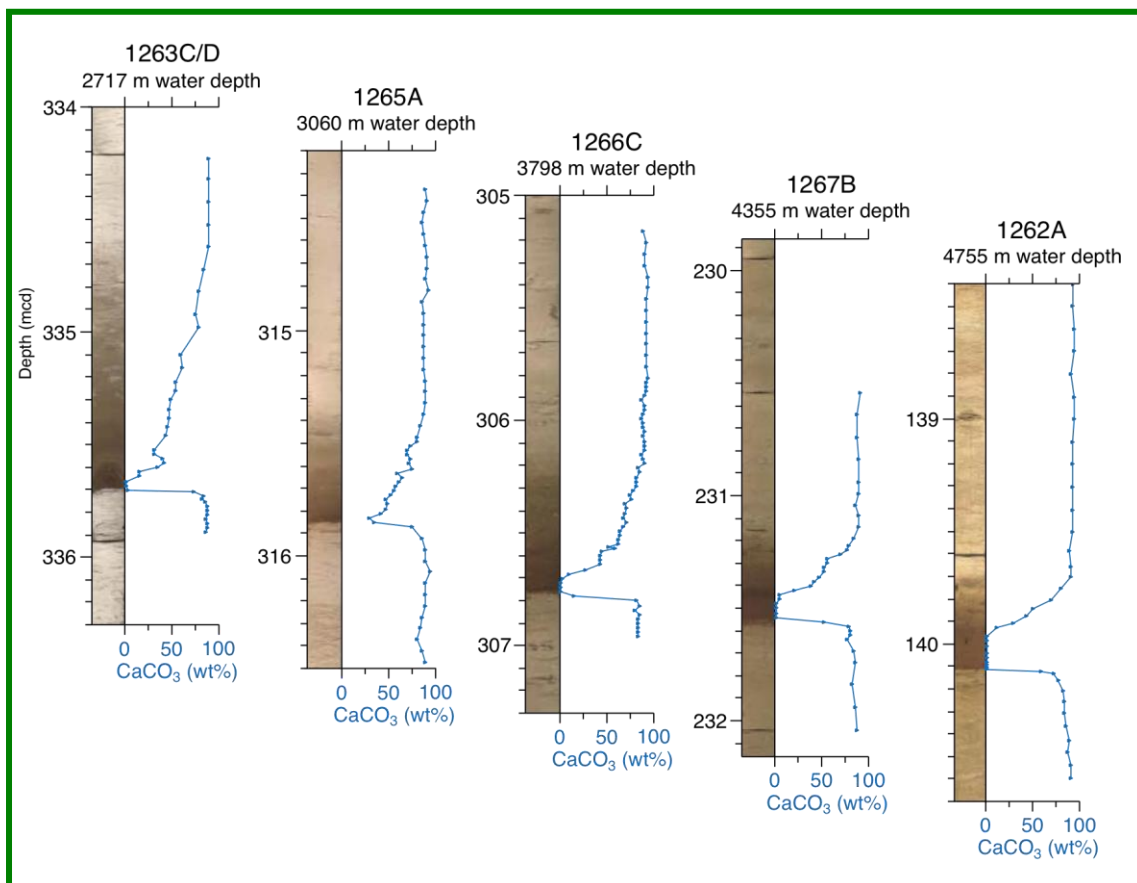 1263C/D
2717 m water depth
334
335
336
Depth (mcd)
0 50 100
CaCO₃ (wt%)
1265A
3060 m water depth
315
316
0 50 100
CaCO₃ (wt%)
1266C
3798 m water depth
305
306
307
0 50 100
CaCO₃ (wt%)
1267B
4355 m water depth
230
231
232
0 50 100
CaCO₃ (wt%)
1262A
4755 m water depth
139
140
0 50 100
CaCO₃ (wt%)